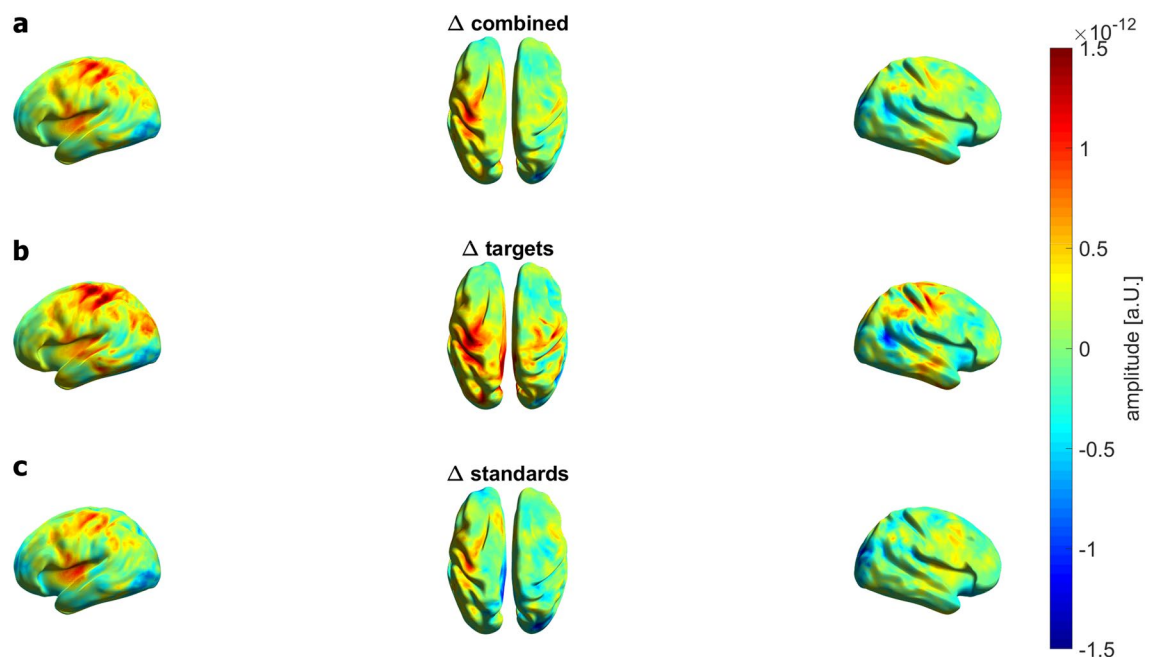 a
Δ combined
b
Δ targets
c
Δ standards
×10⁻¹²
1.5
1
0.5
0
-0.5
-1
-1.5
amplitude [a.U.]